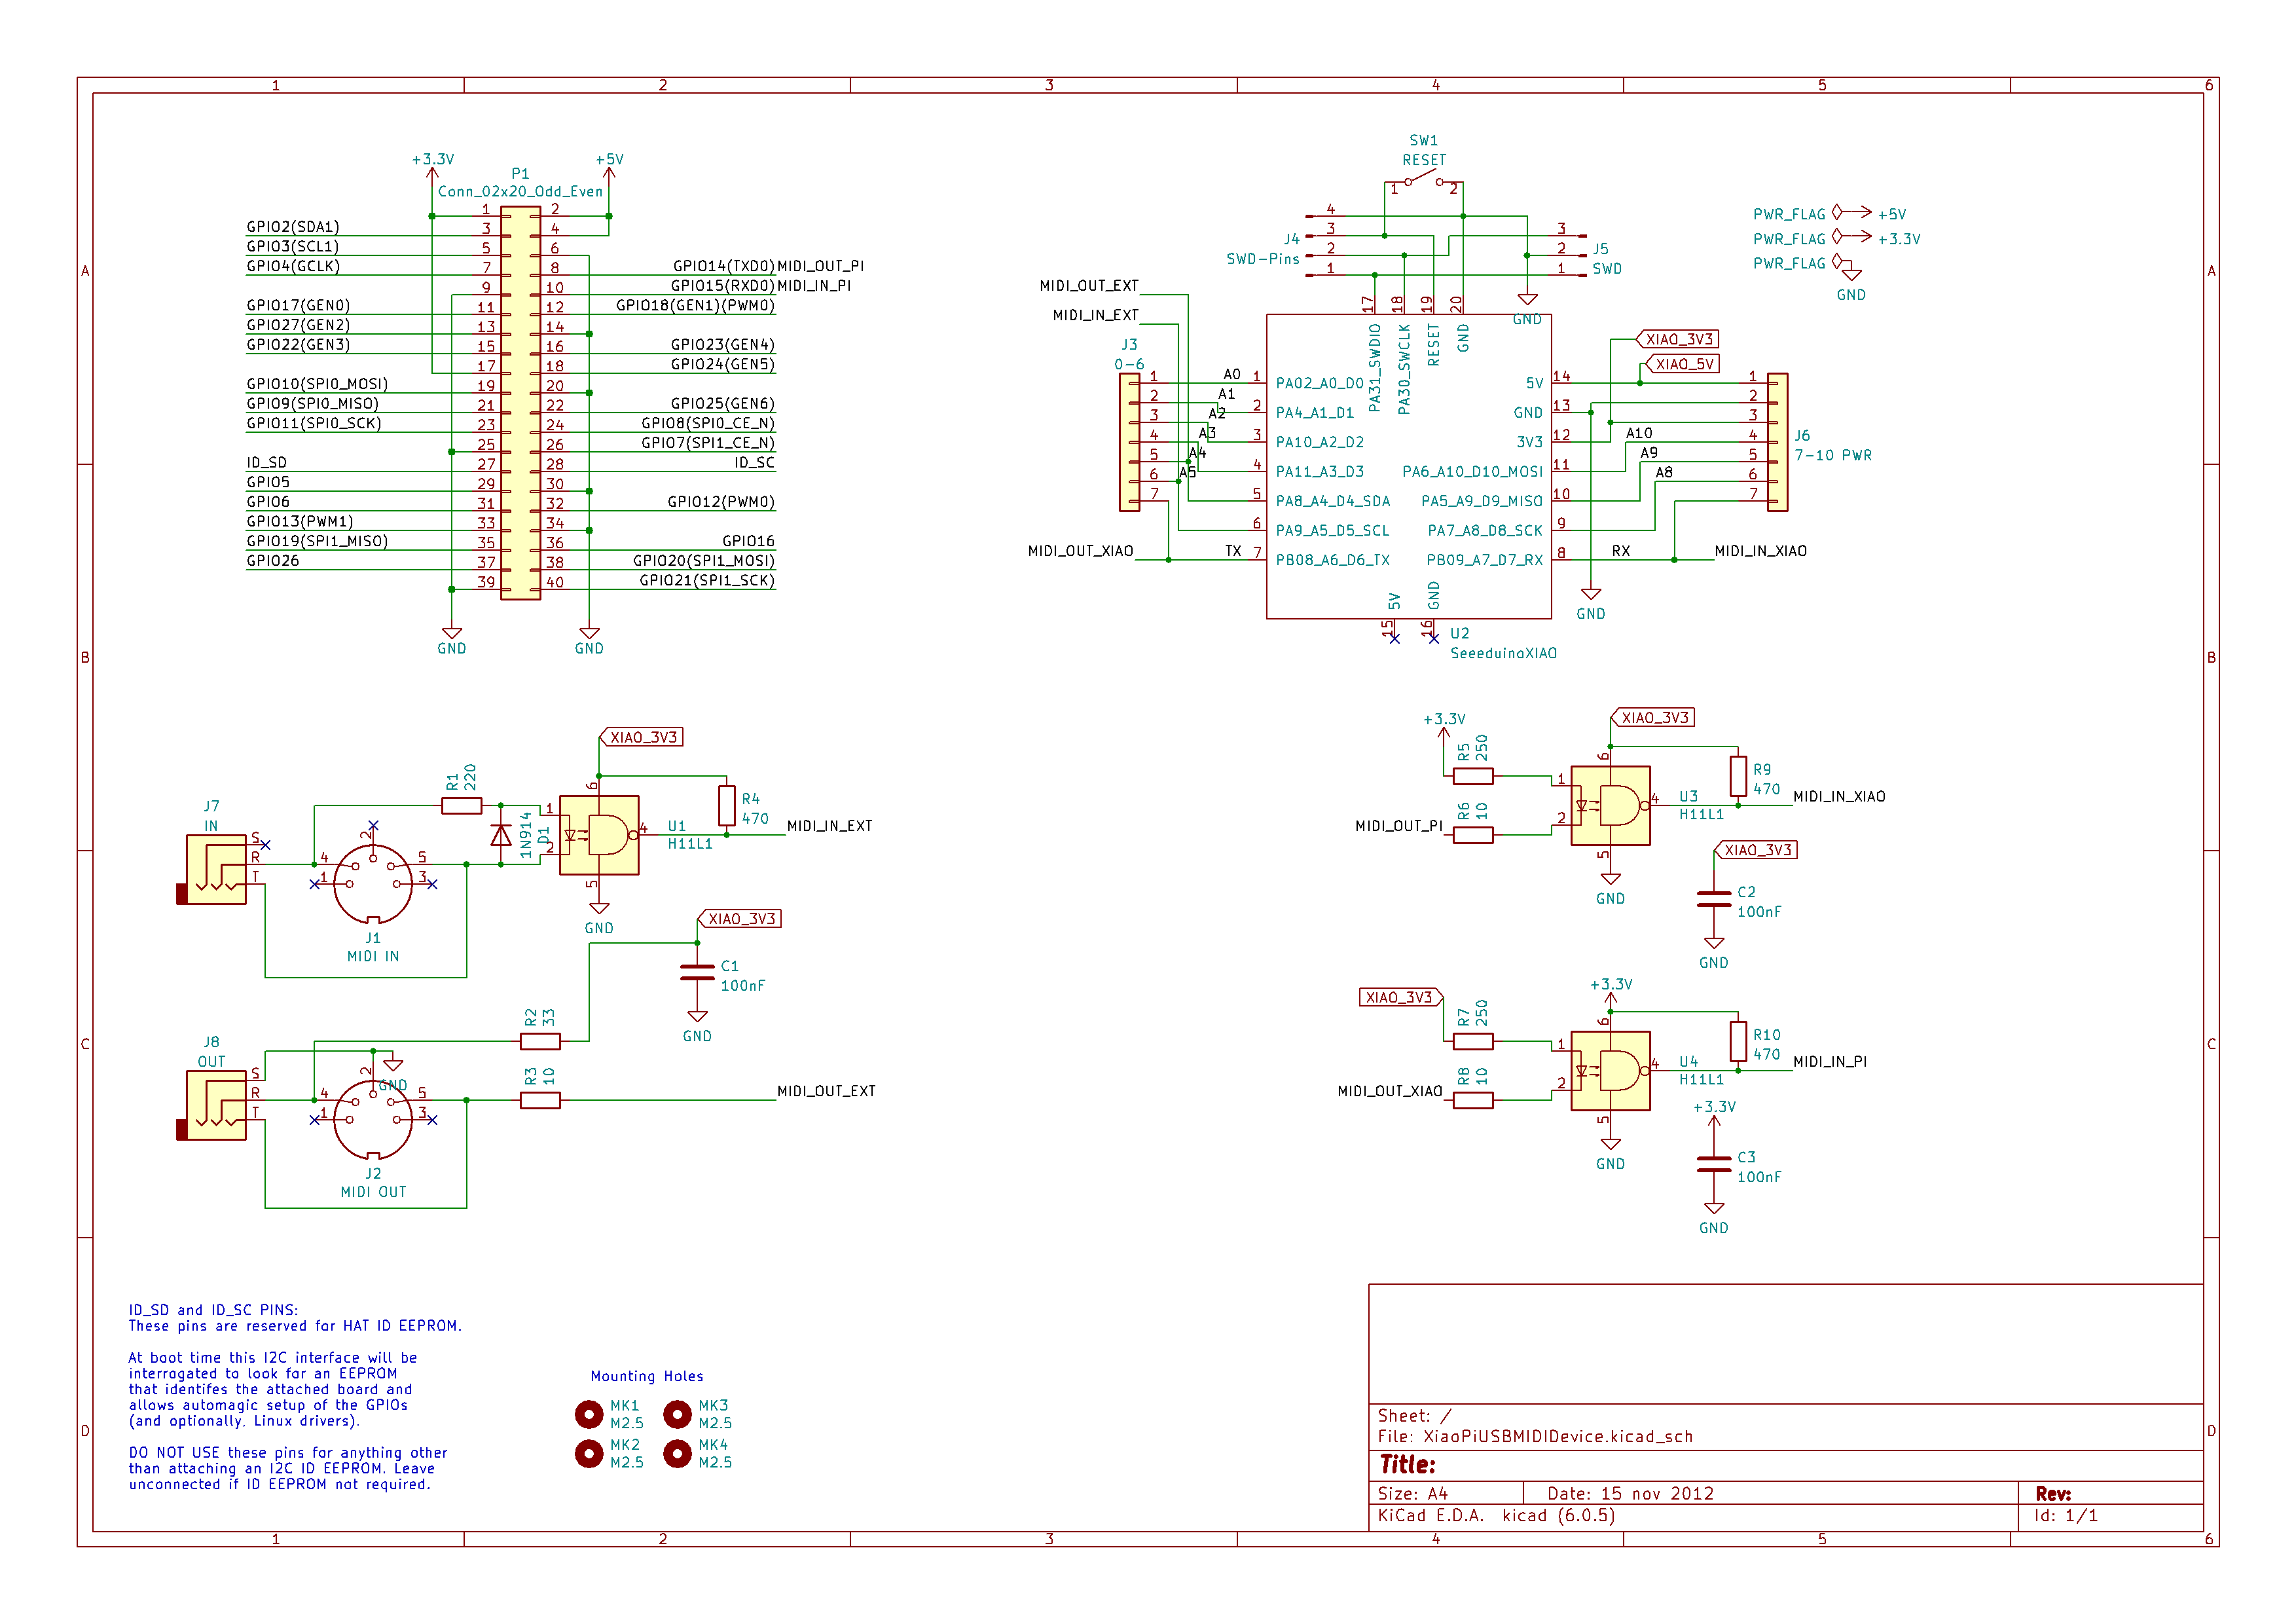 1 2 3 4 5 6
A
B
C
D
A
B
C
D
1 2 3 4 5 6
+3.3V
+5V
P1
Conn_02x20_Odd_Even
1 2
GPIO2(SDA1) 3 4
GPIO3(SCL1) 5 6
GPIO4(GCLK) 7 8 GPIO14(TXD0) MIDI_OUT_PI
9 10 GPIO15(RXD0) MIDI_IN_PI
GPIO17(GEN0) 11 12 GPIO18(GEN1)(PWM0)
GPIO27(GEN2) 13 14
GPIO22(GEN3) 15 16 GPIO23(GEN4)
17 18 GPIO24(GEN5)
GPIO10(SPI0_MOSI) 19 20
GPIO9(SPI0_MISO) 21 22 GPIO25(GEN6)
GPIO11(SPI0_SCK) 23 24 GPIO8(SPI0_CE_N)
25 26 GPIO7(SPI1_CE_N)
ID_SD 27 28 ID_SC
GPIO5 29 30
GPIO6 31 32 GPIO12(PWM0)
GPIO13(PWM1) 33 34
GPIO19(SPI1_MISO) 35 36 GPIO16
GPIO26 37 38 GPIO20(SPI1_MOSI)
39 40 GPIO21(SPI1_SCK)
GND GND
SW1
RESET
1 2
J4
SWD-Pins
4
3
2
1
3
2
1
J5
SWD
GND
PWR_FLAG +5V
PWR_FLAG +3.3V
PWR_FLAG
GND
MIDI_OUT_EXT
MIDI_IN_EXT
J3
0-6
1
2
3
4
5
6
7
A0
A1
A2
A3
A4
A5
MIDI_OUT_XIAO TX
17 18 19 20
PA31_SWDIO
PA30_SWCLK
RESET
GND
1 PA02_A0_D0
2 PA4_A1_D1
3 PA10_A2_D2
4 PA11_A3_D3
5 PA8_A4_D4_SDA
6 PA9_A5_D5_SCL
7 PB08_A6_D6_TX
5V 14
GND 13
3V3 12
PA6_A10_D10_MOSI 11
PA5_A9_D9_MISO 10
PA7_A8_D8_SCK 9
PB09_A7_D7_RX 8
5V
GND
15 16
U2
SeeeduinoXIAO
XIAO_3V3
XIAO_5V
A10
A9
A8
RX
MIDI_IN_XIAO
GND
1
2
3
4
5
6
7
J6
7-10 PWR
J7
IN
S
R
T
2
4 5
1 3
J1
MIDI IN
R1
220
1N914
D1
XIAO_3V3
6
1
2
4
5
U1
H11L1
GND
R4
470
MIDI_IN_EXT
XIAO_3V3
C1
100nF
GND
J8
OUT
S
R
T
2
GND
4 5
1 3
J2
MIDI OUT
R2
33
R3
10
MIDI_OUT_EXT
+3.3V
R5
250
MIDI_OUT_PI
R6
10
XIAO_3V3
6
1
2
4
5
U3
H11L1
GND
R9
470
MIDI_IN_XIAO
XIAO_3V3
C2
100nF
GND
XIAO_3V3
R7
250
MIDI_OUT_XIAO
R8
10
+3.3V
6
1
2
4
5
U4
H11L1
GND
R10
470
MIDI_IN_PI
+3.3V
C3
100nF
GND
ID_SD and ID_SC PINS:
These pins are reserved for HAT ID EEPROM.
At boot time this I2C interface will be
interrogated to look for an EEPROM
that identifes the attached board and
allows automagic setup of the GPIOs
(and optionally, Linux drivers).
DO NOT USE these pins for anything other
than attaching an I2C ID EEPROM. Leave
unconnected if ID EEPROM not required.
Mounting Holes
MK1
M2.5
MK3
M2.5
MK2
M2.5
MK4
M2.5
Sheet: /
File: XiaoPiUSBMIDIDevice.kicad_sch
Title:
Size: A4 Date: 15 nov 2012 Rev:
KiCad E.D.A. kicad (6.0.5) Id: 1/1